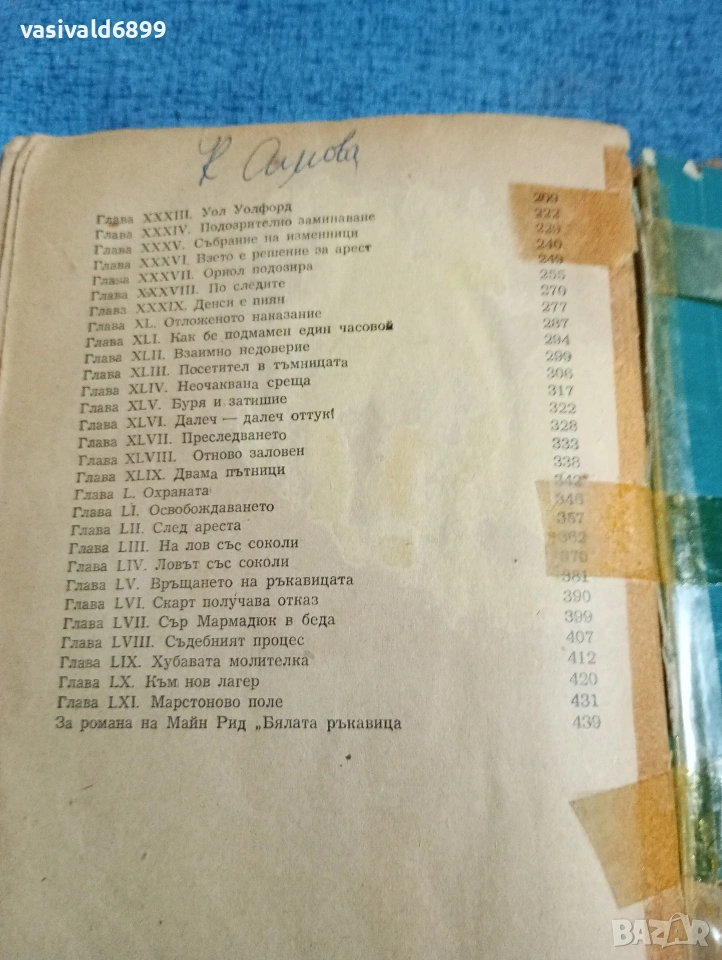 vasivald6899
Глава XXXIII. Уол Уолфорд 209
Глава XXXIV. Подозрително заминаване 222
Глава XXXV. Събрание на изменници 229
Глава XXXVI. Взето е решение за арест 240
Глава XXXVII. Ориол подозира 249
Глава XXXVIII. По следите 255
Глава XXXIX. Денси е пиян 270
Глава XL. Отложеното наказание 277
Глава XLI. Как бе подмамен един часовой 287
Глава XLII. Взаимно недоверие 294
Глава XLIII. Посетител в тъмницата 299
Глава XLIV. Неочаквана среща 306
Глава XLV. Буря и затишие 317
Глава XLVI. Далеч — далеч оттук! 322
Глава XLVII. Преследването 328
Глава XLVIII. Отново заловен 333
Глава XLIX. Двама пътници 338
Глава L. Охраната 342
Глава LI. Освобождаването 346
Глава LII. След ареста 357
Глава LIII. На лов със соколи 362
Глава LIV. Ловът със соколи 370
Глава LV. Връщането на ръкавицата 381
Глава LVI. Скарт получава отказ 390
Глава LVII. Сър Мармадюк в беда 399
Глава LVIII. Съдебният процес 407
Глава LIX. Хубавата молителка 412
Глава LX. Към нов лагер 420
Глава LXI. Марстоново поле 431
За романа на Майн Рид „Бялата ръкавица 439
BAZAR